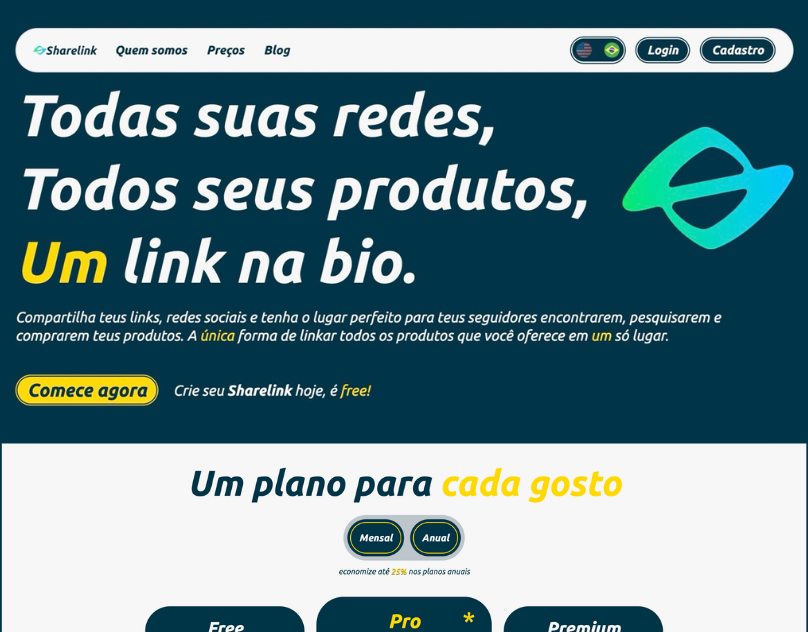 Sharelink Quem somos Preços Blog Login Cadastro
Todas suas redes,
Todos seus produtos,
Um link na bio.
Compartilha teus links, redes sociais e tenha o lugar perfeito para teus seguidores encontrarem, pesquisarem e
comprarem teus produtos. A única forma de linkar todos os produtos que você oferece em um só lugar.
Comece agora Crie seu Sharelink hoje, é free!
Um plano para cada gosto
Mensal Anual
economize até 25% nos planos anuais
Free Pro * Premium